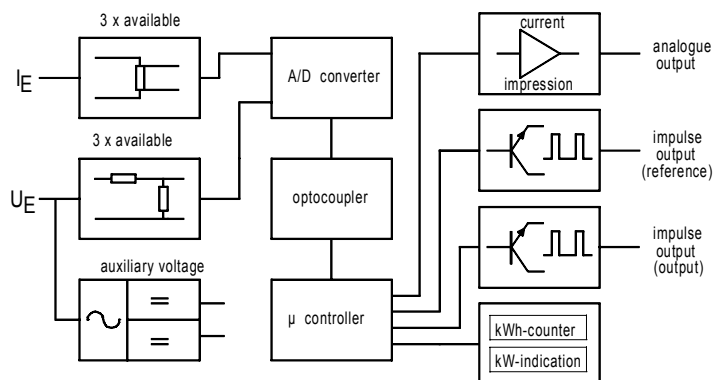 3 x available
I_E
A/D converter
current
impression
analogue
output
3 x available
U_E
optocoupler
impulse
output
(reference)
impulse
output
(output)
auxiliary voltage
µ controller
kWh-counter
kW-indication